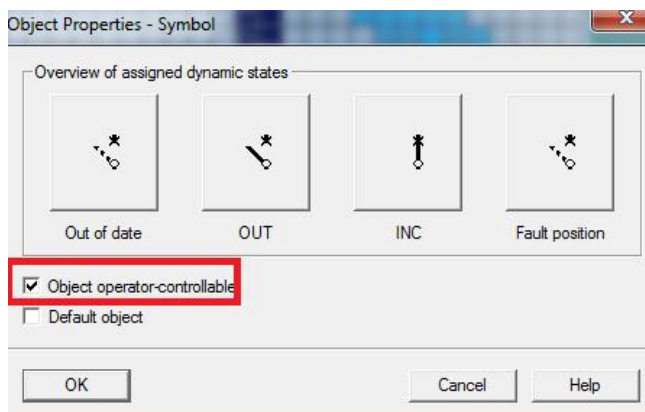 Object Properties - Symbol
Overview of assigned dynamic states
Out of date OUT INC Fault position
Object operator-controllable
Default object
OK Cancel Help